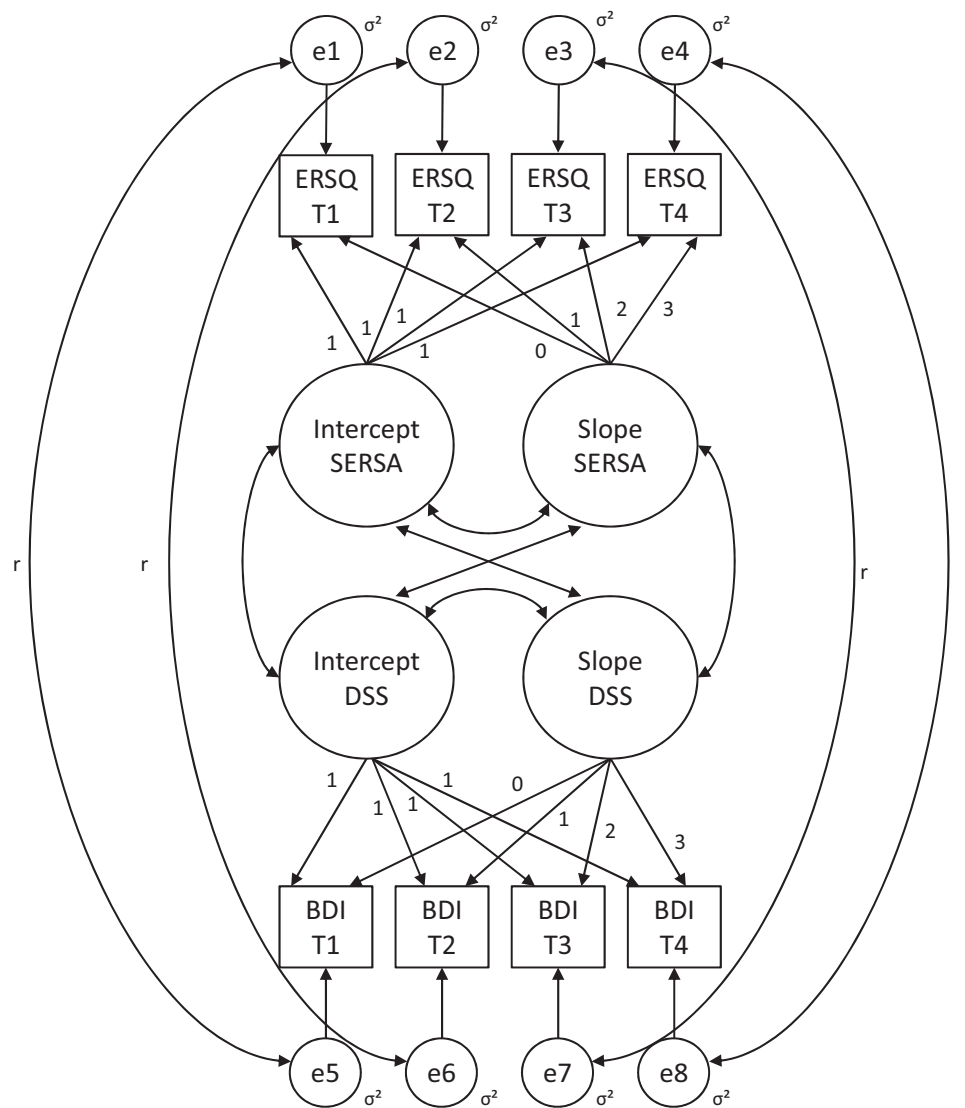 σ² σ² σ² σ²
e1 e2 e3 e4
ERSQ ERSQ ERSQ ERSQ
T1 T2 T3 T4
1 1 1 1 0 1 2 3
Intercept Slope
SERSA SERSA
r r r
Intercept Slope
DSS DSS
1 1 1 1 0 1 2 3
BDI BDI BDI BDI
T1 T2 T3 T4
e5 e6 e7 e8
σ² σ² σ² σ²